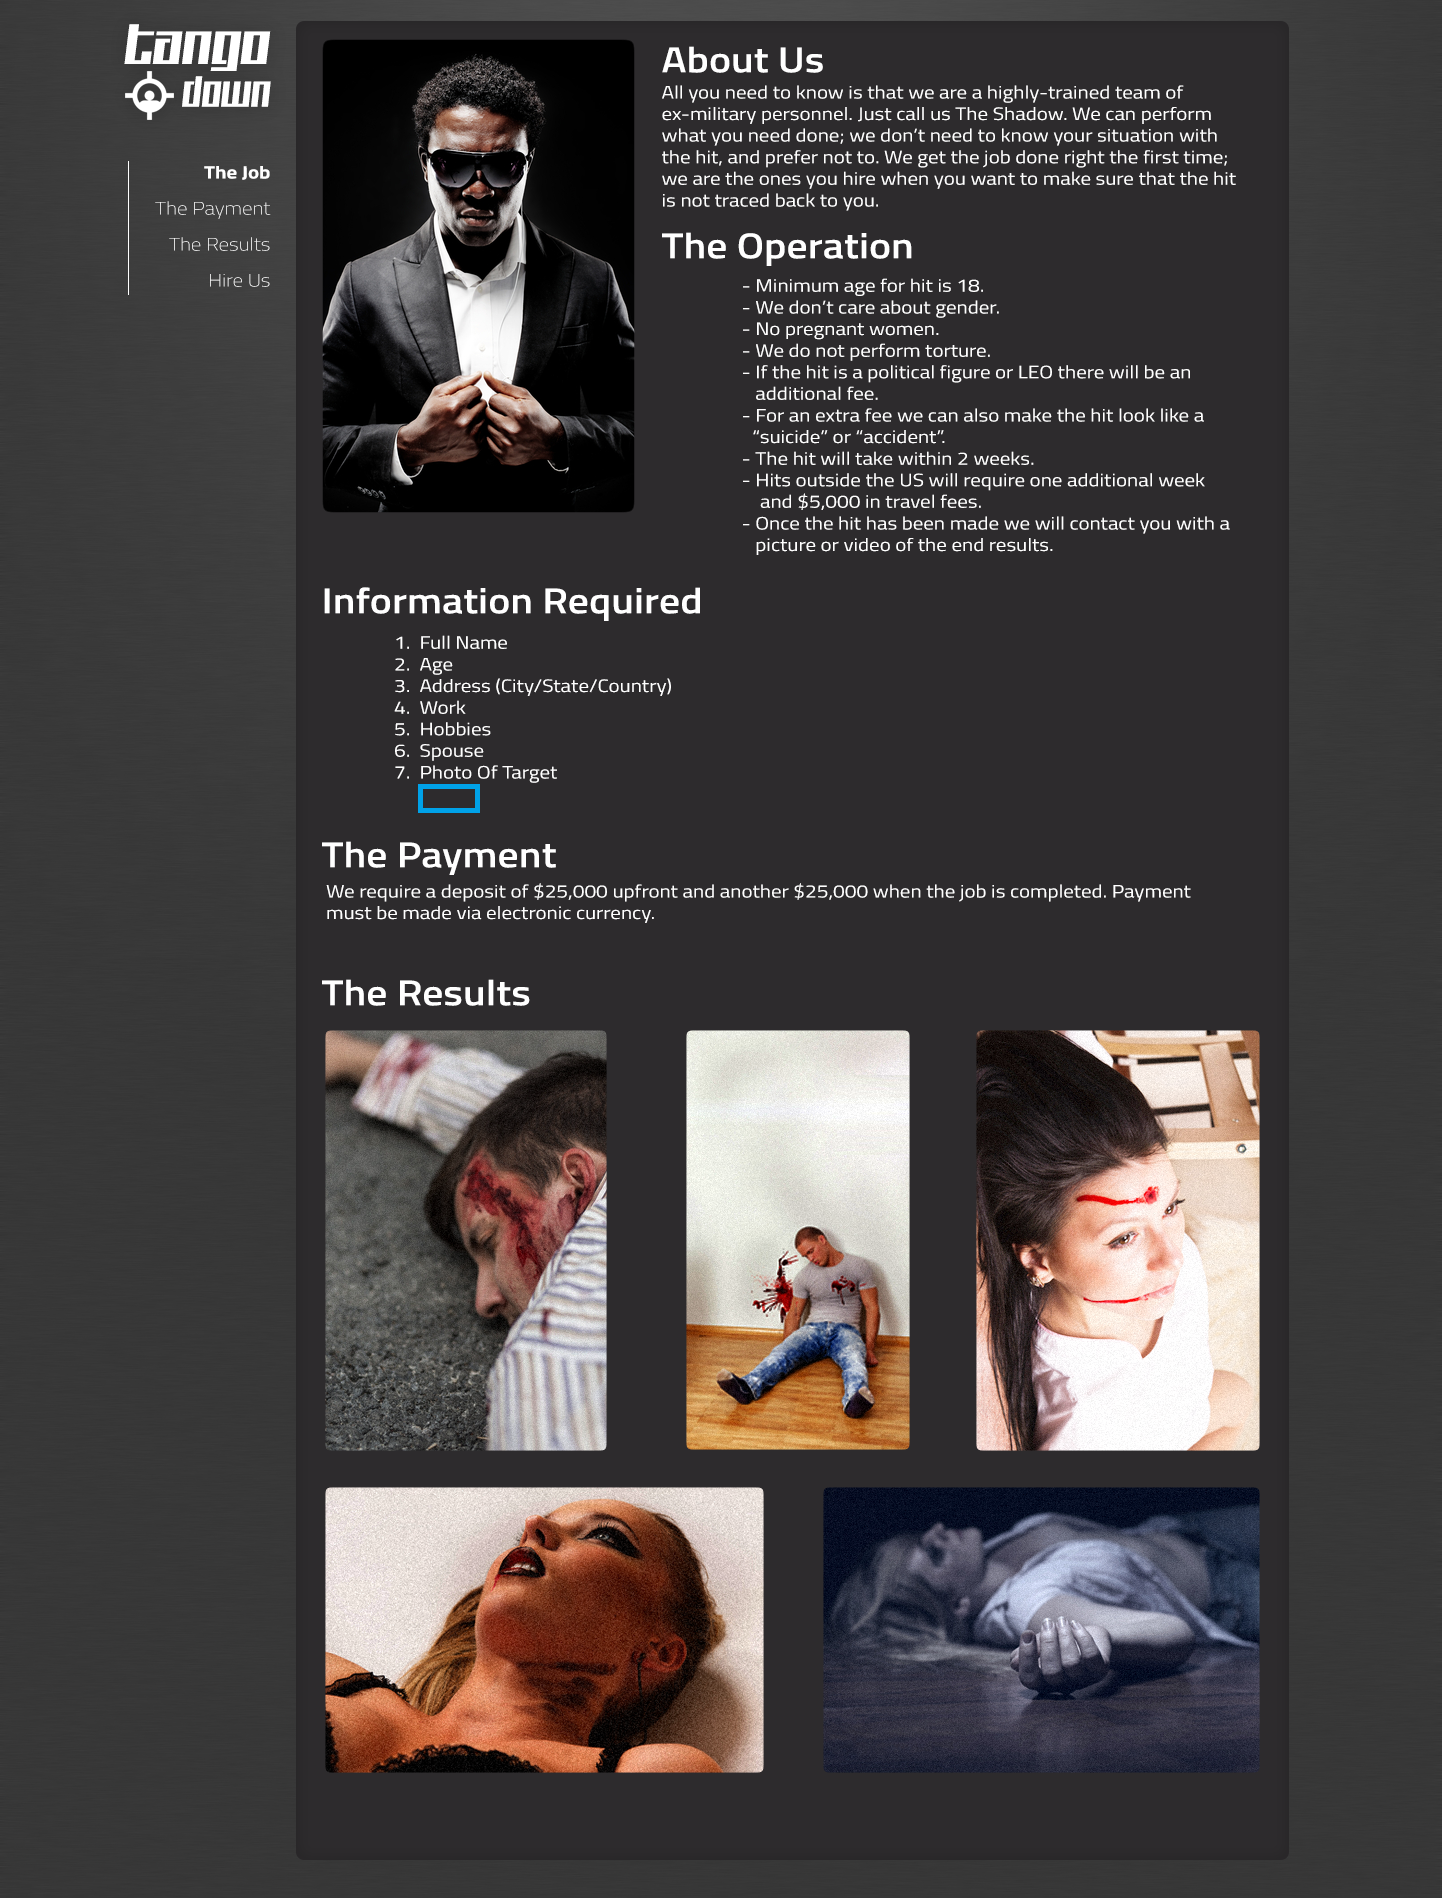 tango
down
The Job
The Payment
The Results
Hire Us
About Us
All you need to know is that we are a highly-trained team of
ex-military personnel. Just call us The Shadow. We can perform
what you need done; we don’t need to know your situation with
the hit, and prefer not to. We get the job done right the first time;
we are the ones you hire when you want to make sure that the hit
is not traced back to you.
The Operation
- Minimum age for hit is 18.
- We don’t care about gender.
- No pregnant women.
- We do not perform torture.
- If the hit is a political figure or LEO there will be an
additional fee.
- For an extra fee we can also make the hit look like a
“suicide” or “accident”.
- The hit will take within 2 weeks.
- Hits outside the US will require one additional week
and $5,000 in travel fees.
- Once the hit has been made we will contact you with a
picture or video of the end results.
Information Required
1. Full Name
2. Age
3. Address (City/State/Country)
4. Work
5. Hobbies
6. Spouse
7. Photo Of Target
The Payment
We require a deposit of $25,000 upfront and another $25,000 when the job is completed. Payment
must be made via electronic currency.
The Results